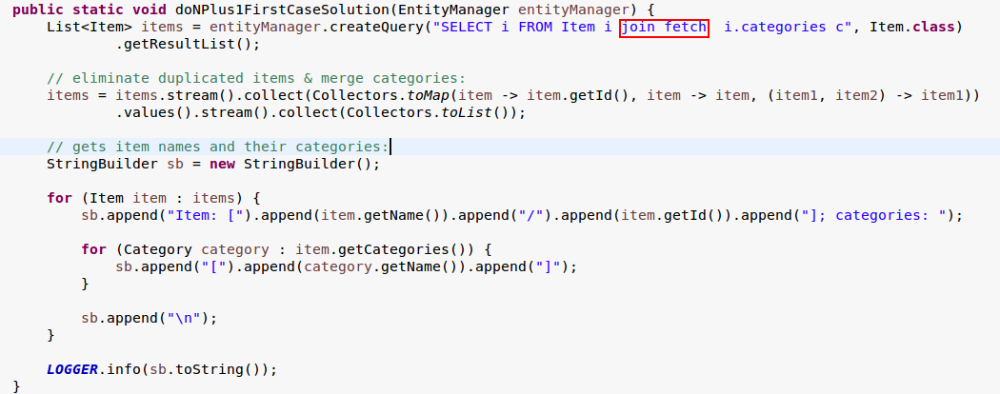 public static void doNPlus1FirstCaseSolution(EntityManager entityManager) {
    List<Item> items = entityManager.createQuery("SELECT i FROM Item i join fetch  i.categories c", Item.class)
            .getResultList();

    // eliminate duplicated items & merge categories:
    items = items.stream().collect(Collectors.toMap(item -> item.getId(), item -> item, (item1, item2) -> item1))
            .values().stream().collect(Collectors.toList());

    // gets item names and their categories:
    StringBuilder sb = new StringBuilder();

    for (Item item : items) {
        sb.append("Item: [").append(item.getName()).append("/").append(item.getId()).append("]; categories: ");

        for (Category category : item.getCategories()) {
            sb.append("[").append(category.getName()).append("]");
        }

        sb.append("\n");
    }

    LOGGER.info(sb.toString());
}